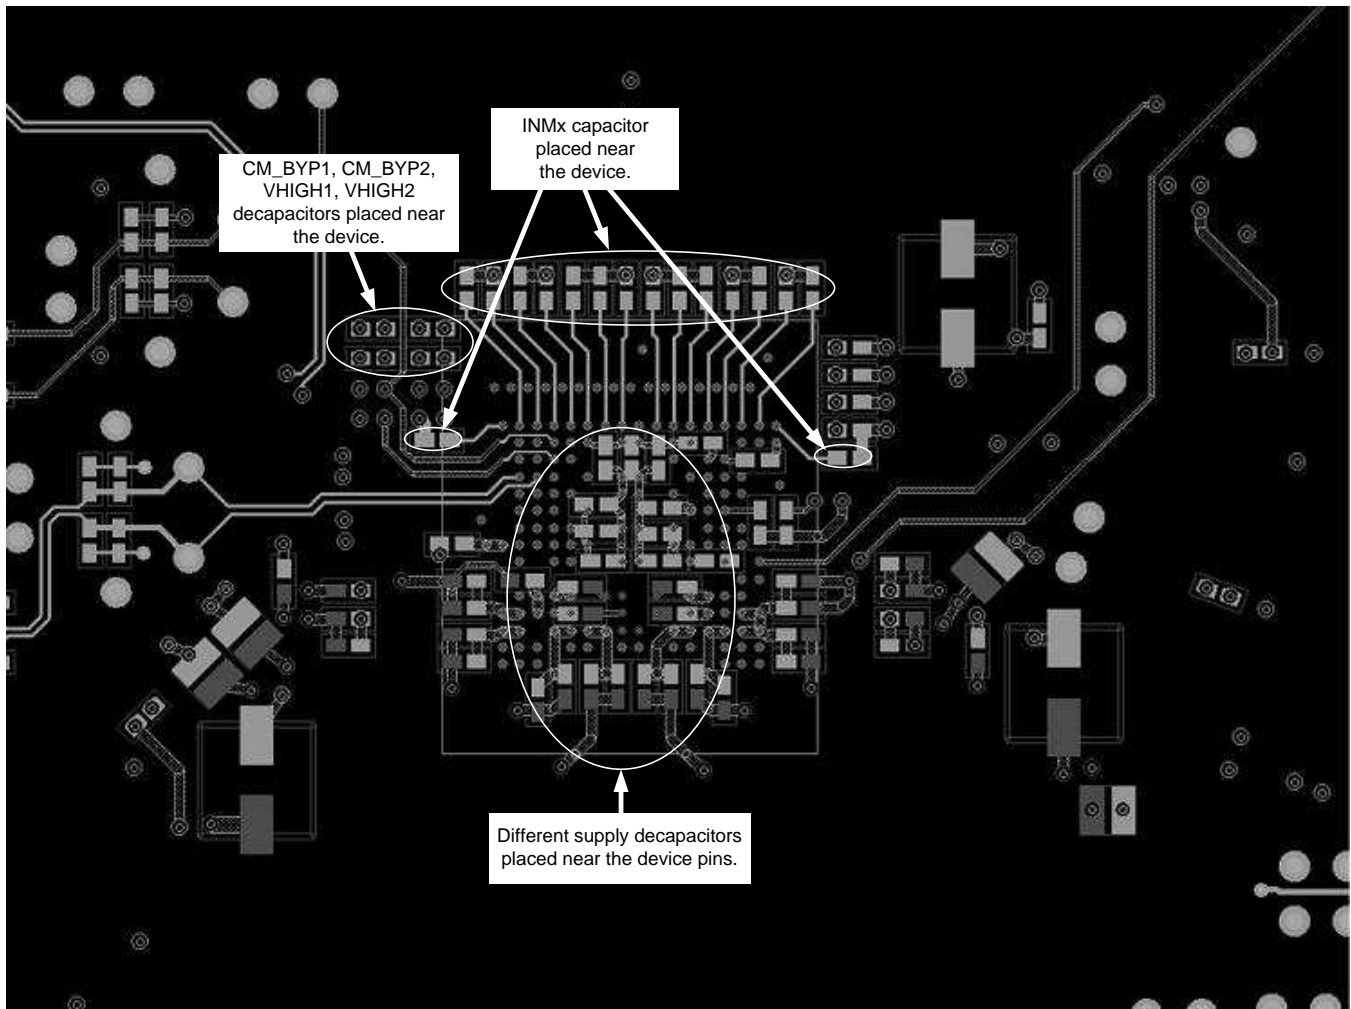 INMx capacitor
placed near
the device.
CM_BYP1, CM_BYP2,
VHIGH1, VHIGH2
decapacitors placed near
the device.
Different supply decapacitors
placed near the device pins.